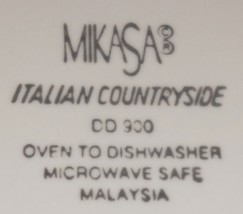 MIKASA©®
ITALIAN COUNTRYSIDE
DD 900
OVEN TO DISHWASHER
MICROWAVE SAFE
MALAYSIA